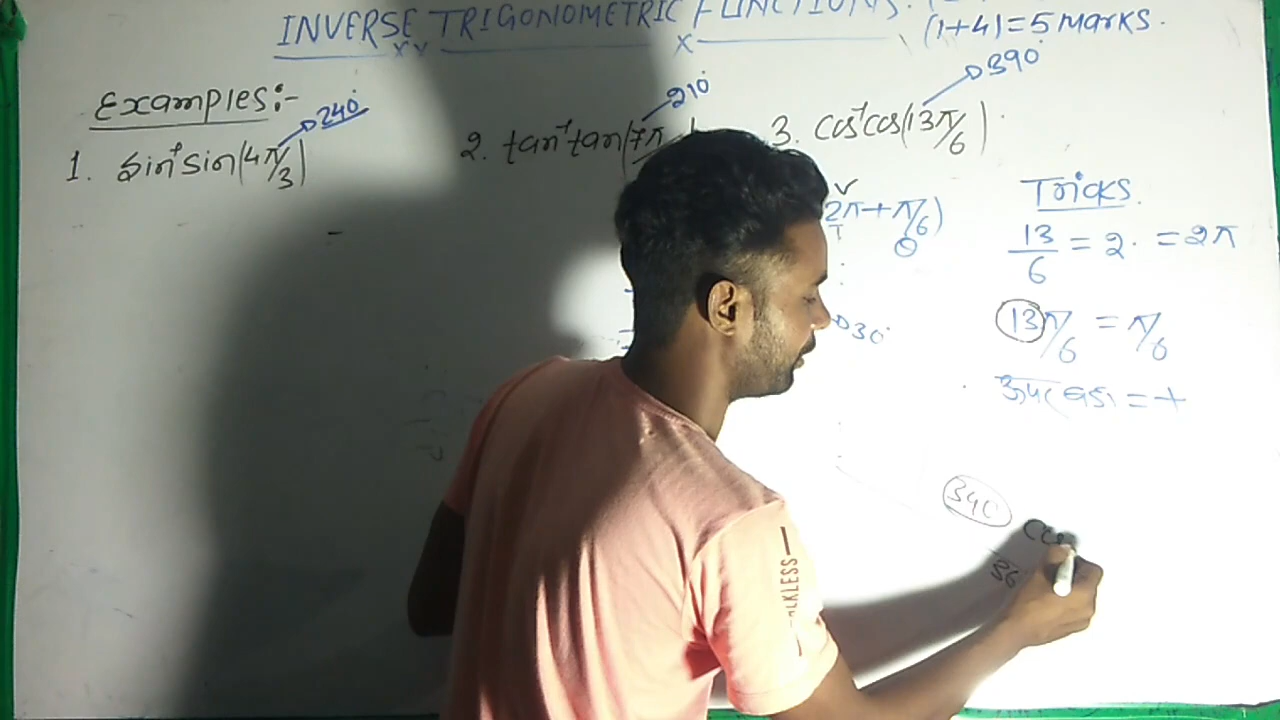 INVERSE TRIGONOMETRIC FUNCTIONS.
(1+4)=5 Marks.
Examples:-
1. sin⁻¹sin(4π/3) →240°
2. tan⁻¹tan(7π →210°
3. cos⁻¹cos(13π/6). →390°
2π+π/6)
→30°
Tricks.
13/6 = 2. = 2π
13π/6 = π/6
= +